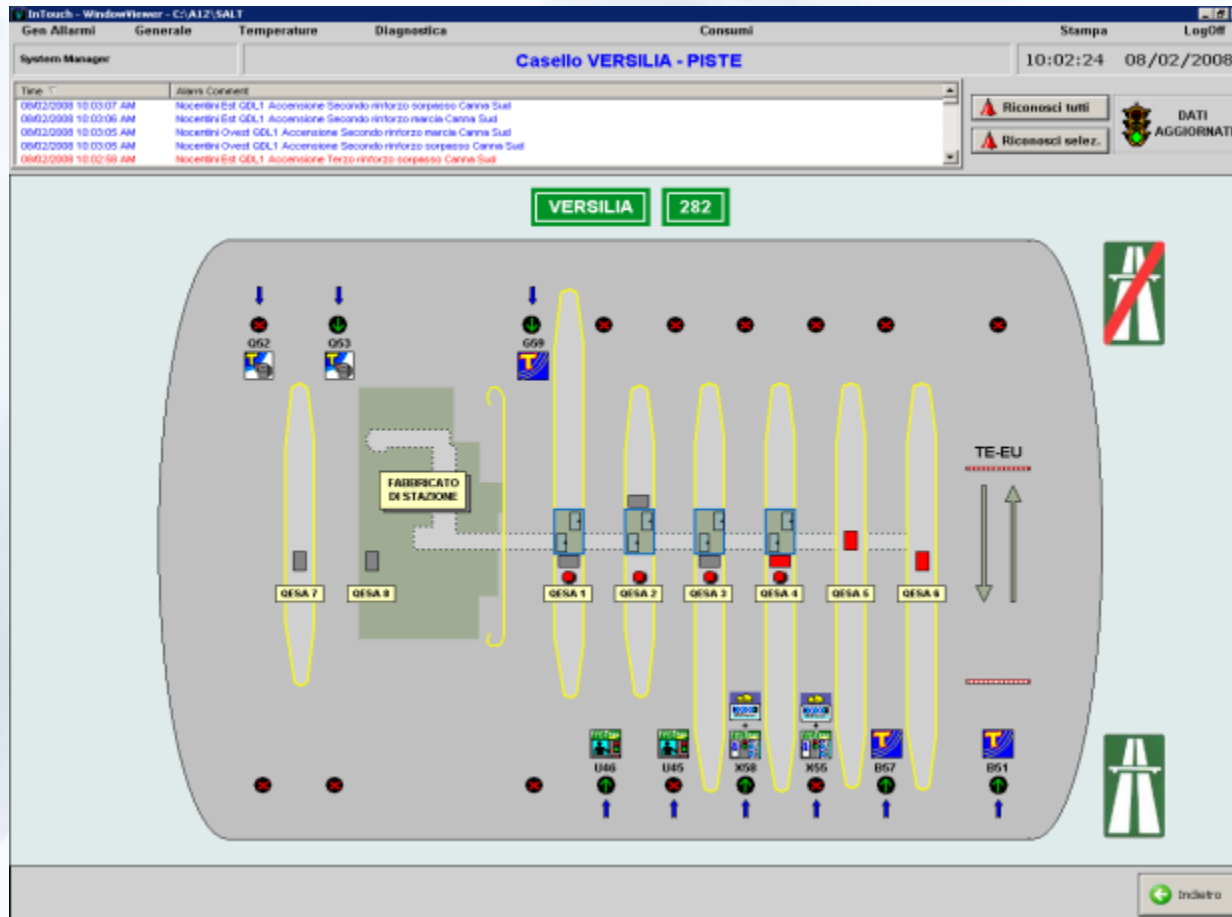 InTouch - WindowViewer - C:\A12\SALT
Gen Allarmi Generale Temperature Diagnostica Consumi Stampa LogOff
System Manager Casello VERSILIA - PISTE 10:02:24 08/02/2008
Time Alarm Comment
08/02/2008 10:03:07 AM Nocentini Est GDL1 Accensione Secondo rinforzo sorpasso Canna Sud
08/02/2008 10:03:06 AM Nocentini Est GDL1 Accensione Secondo rinforzo marcia Canna Sud
08/02/2008 10:03:05 AM Nocentini Ovest GDL1 Accensione Secondo rinforzo marcia Canna Sud
08/02/2008 10:03:05 AM Nocentini Ovest GDL1 Accensione Secondo rinforzo sorpasso Canna Sud
08/02/2008 10:02:58 AM Nocentini Est GDL1 Accensione Terzo rinforzo sorpasso Canna Sud
Riconosci tutti
Riconosci selez.
DATI
AGGIORNATI
VERSILIA 282
Q52 Q53 G59
TE-EU
FABBRICATO
DI STAZIONE
QESA 7 QESA 8 QESA 1 QESA 2 QESA 3 QESA 4 QESA 5 QESA 6
U46 U45 X58 X55 B57 B51
Indietro